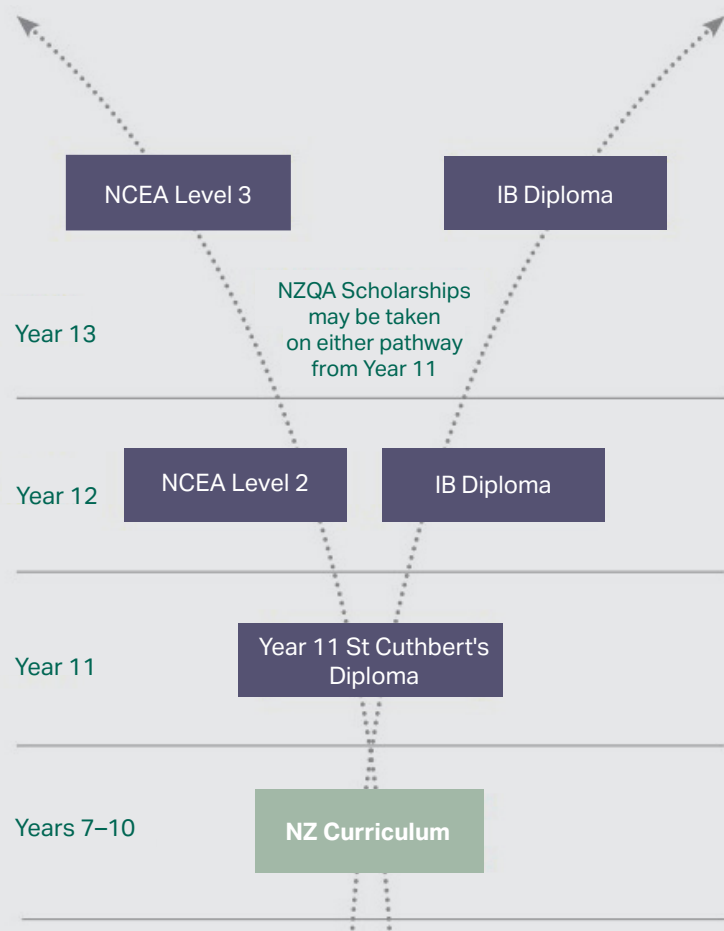 NCEA Level 3
IB Diploma
NZQA Scholarships
may be taken
on either pathway
from Year 11
Year 13
NCEA Level 2
IB Diploma
Year 12
Year 11 St Cuthbert's
Diploma
Year 11
Years 7–10
NZ Curriculum